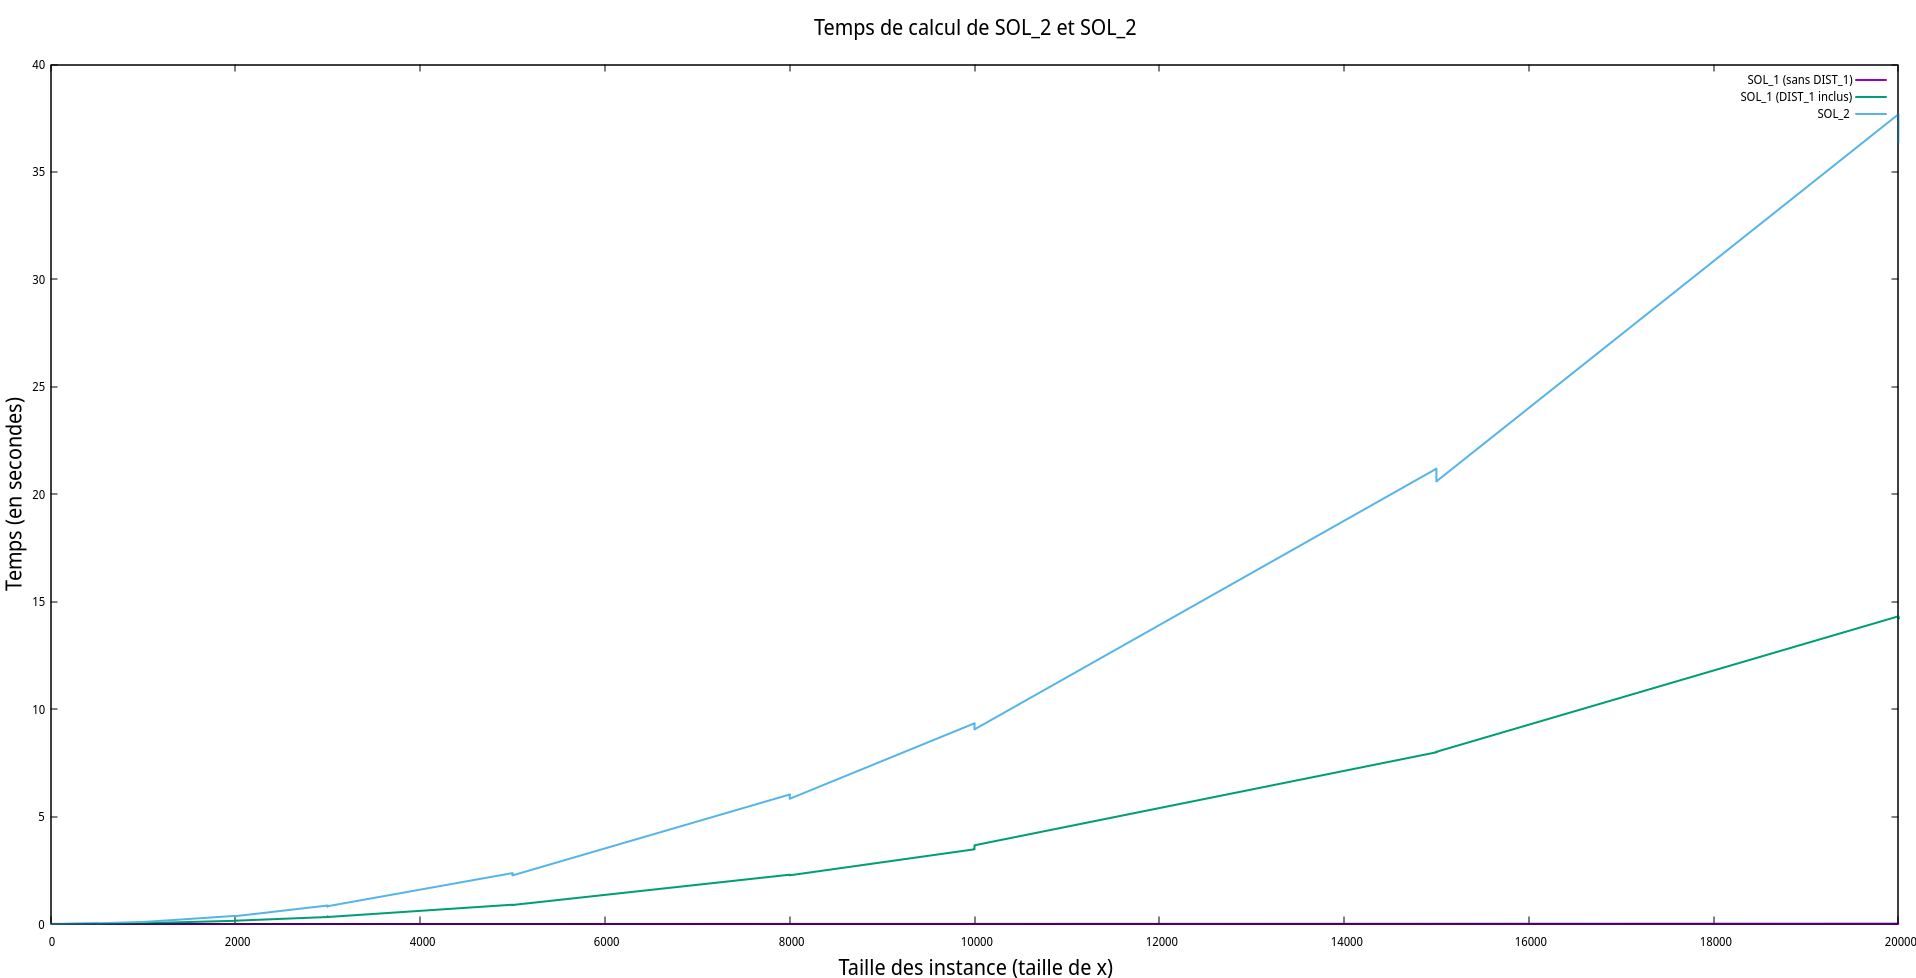 Temps de calcul de SOL_2 et SOL_2
SOL_1 (sans DIST_1)
SOL_1 (DIST_1 inclus)
SOL_2
40
35
30
25
20
15
10
5
0
Temps (en secondes)
0 2000 4000 6000 8000 10000 12000 14000 16000 18000 20000
Taille des instance (taille de x)